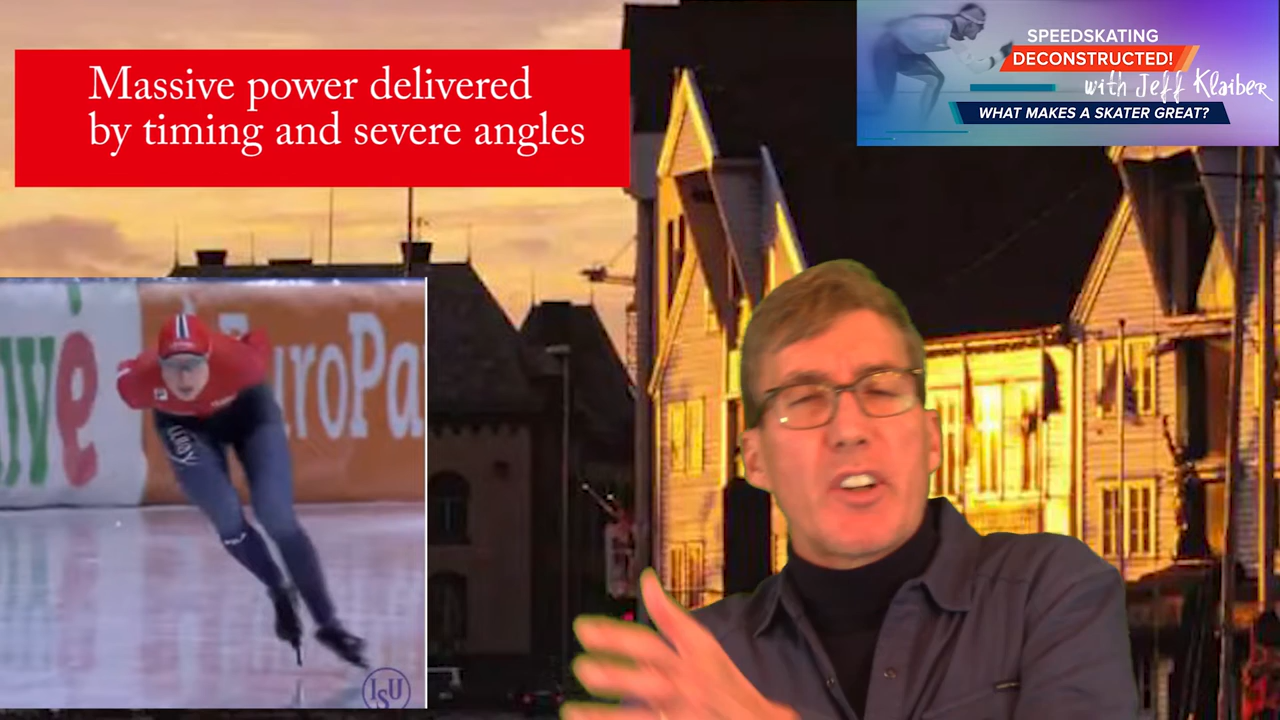 Massive power delivered
by timing and severe angles
SPEEDSKATING
DECONSTRUCTED!
with Jeff Klaiber
WHAT MAKES A SKATER GREAT?
EuroPa
ISU